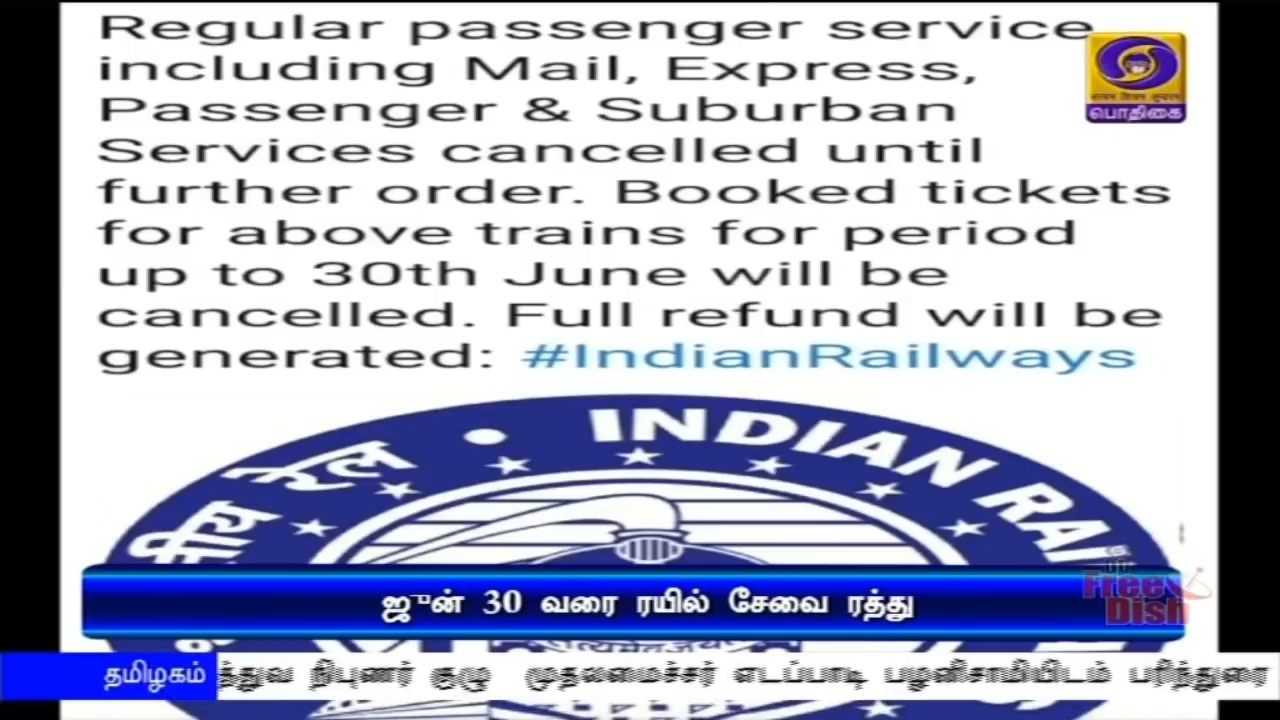 Regular passenger service
including Mail, Express,
Passenger & Suburban
Services cancelled until
further order. Booked tickets
for above trains for period
up to 30th June will be
cancelled. Full refund will be
generated: #IndianRailways
பொதிகை
INDIAN RAI
ीय रेल
ஜூன் 30 வரை ரயில் சேவை ரத்து
Free
Dish
தமிழகம் த்துவ நிபுணர் குழு முதலமைச்சர் எடப்பாடி பழனிசாமியிடம் பரிந்துரை